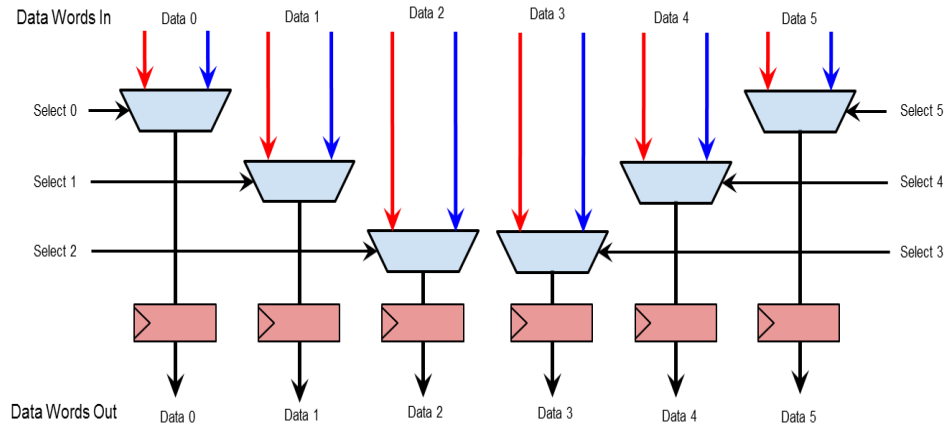 Data Words In
Data 0
Data 1
Data 2
Data 3
Data 4
Data 5
Select 0
Select 5
Select 1
Select 4
Select 2
Select 3
Data Words Out
Data 0
Data 1
Data 2
Data 3
Data 4
Data 5